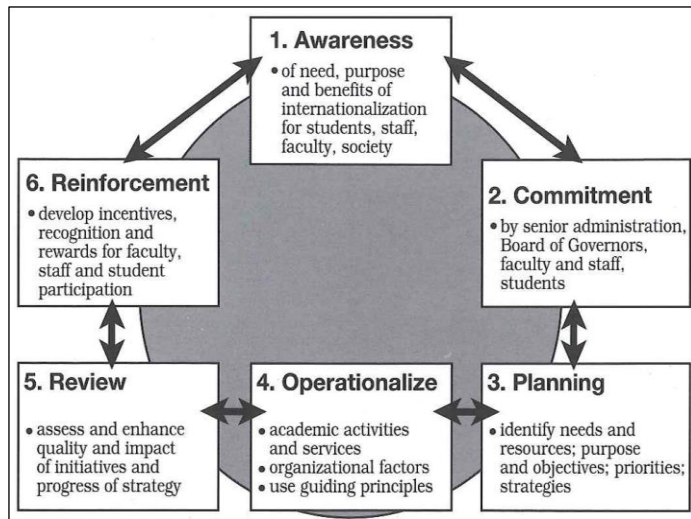 1. Awareness
• of need, purpose
and benefits of
internationalization
for students, staff,
faculty, society
6. Reinforcement
• develop incentives,
recognition and
rewards for faculty,
staff and student
participation
2. Commitment
• by senior administration,
Board of Governors,
faculty and staff,
students
5. Review
• assess and enhance
quality and impact
of initiatives and
progress of strategy
4. Operationalize
• academic activities
and services
• organizational factors
• use guiding principles
3. Planning
• identify needs and
resources; purpose
and objectives; priorities;
strategies